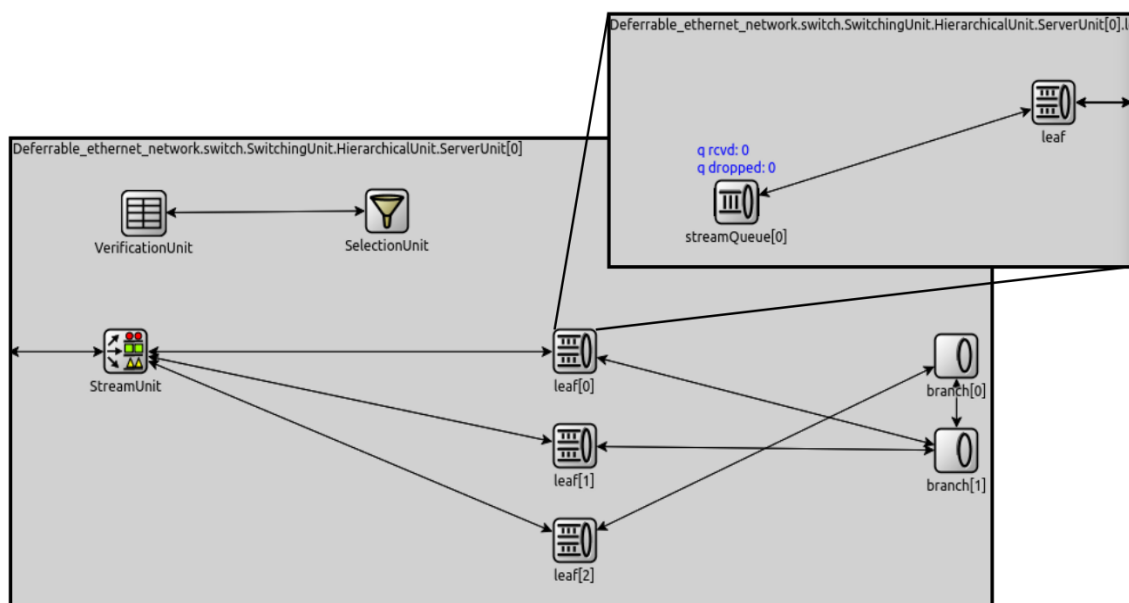 Deferrable_ethernet_network.switch.SwitchingUnit.HierarchicalUnit.ServerUnit[0].l
leaf
q rcvd: 0
q dropped: 0
streamQueue[0]
Deferrable_ethernet_network.switch.SwitchingUnit.HierarchicalUnit.ServerUnit[0]
VerificationUnit
SelectionUnit
StreamUnit
leaf[0]
branch[0]
leaf[1]
branch[1]
leaf[2]